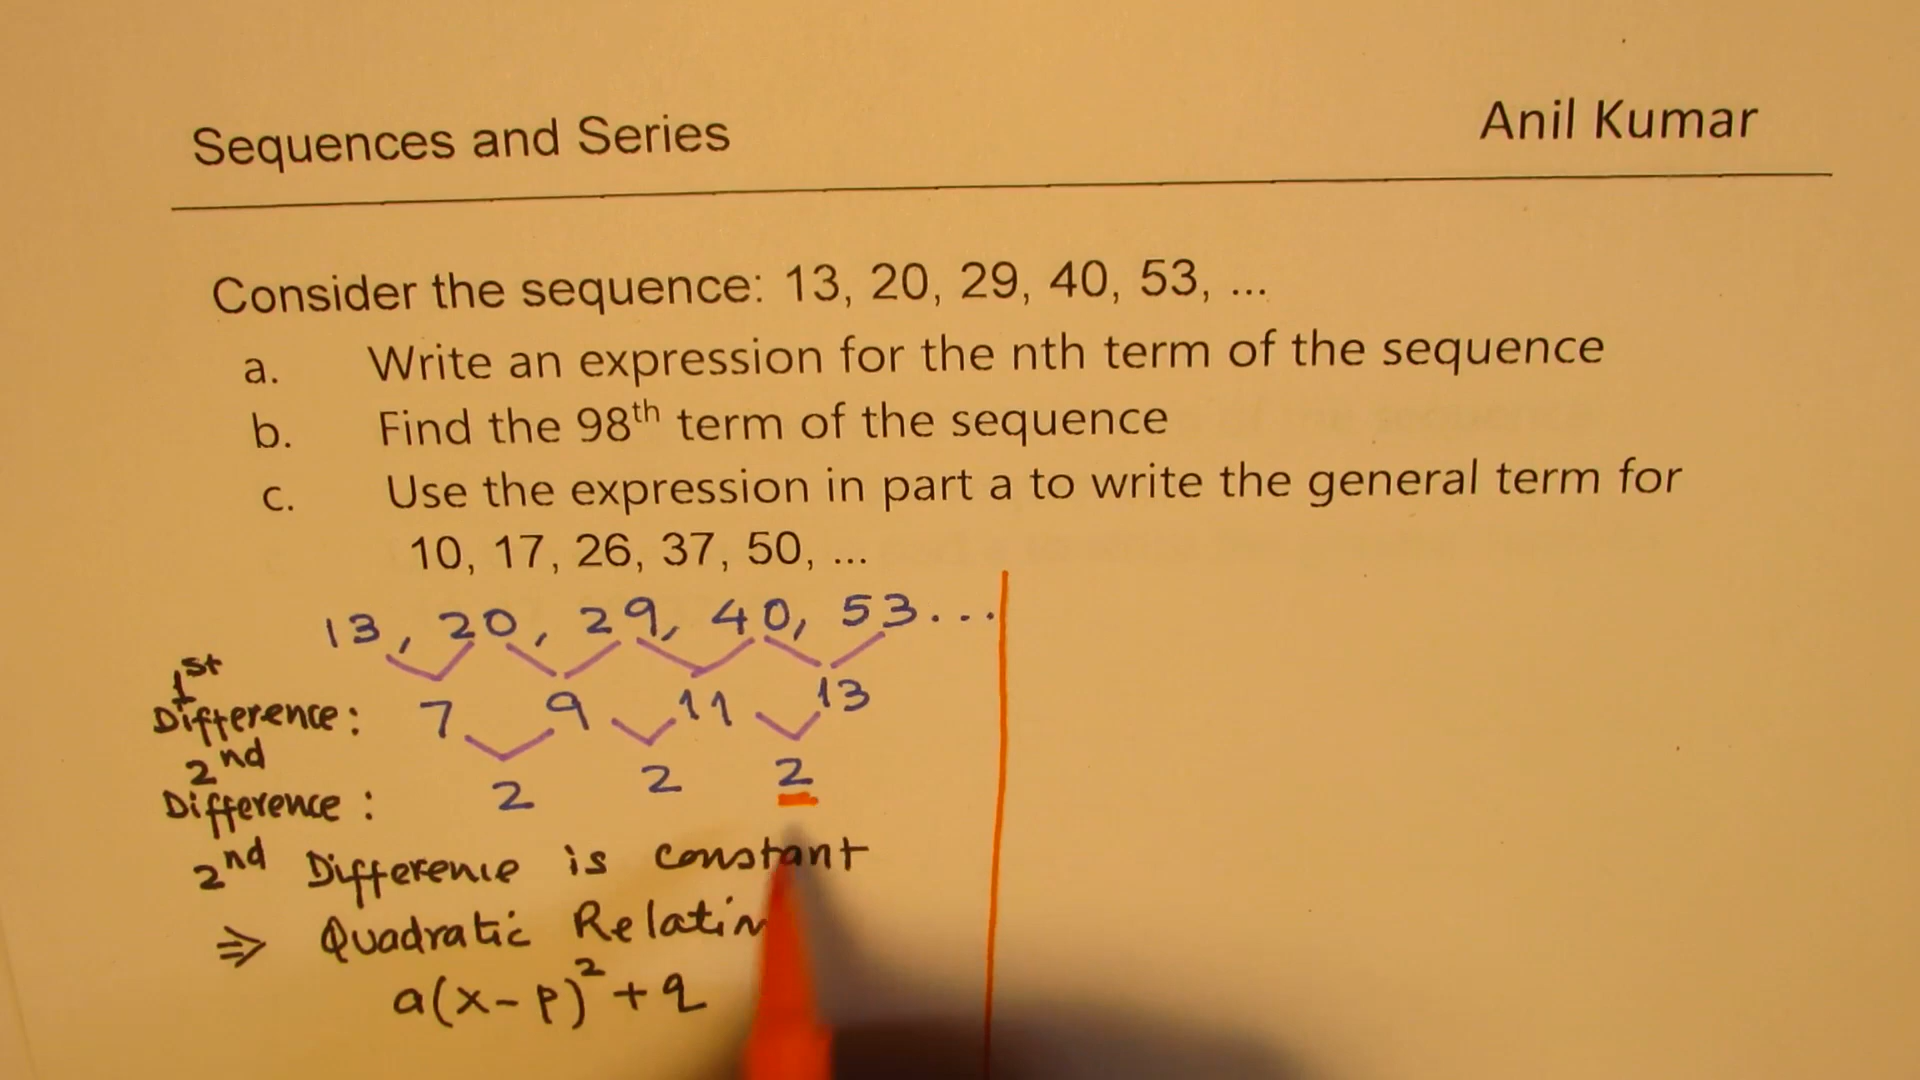 Sequences and Series
Anil Kumar
Consider the sequence: 13, 20, 29, 40, 53, ...
a. Write an expression for the nth term of the sequence
b. Find the 98th term of the sequence
c. Use the expression in part a to write the general term for
10, 17, 26, 37, 50, ...
13, 20, 29, 40, 53...
1st
Difference: 7 9 11 13
2nd
Difference: 2 2 2
2nd Difference is constant
⇒ Quadratic Relatin
a(x-p)²+q